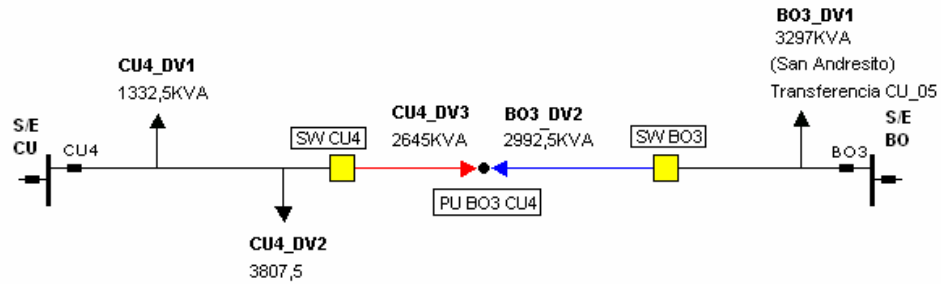 BO3_DV1
3297KVA
(San Andresito)
Transferencia CU_05
CU4_DV1
1332,5KVA
S/E
CU
CU4
SW CU4
CU4_DV3
2645KVA
BO3_DV2
2992,5KVA
SW BO3
BO3
S/E
BO
PU BO3 CU4
CU4_DV2
3807,5